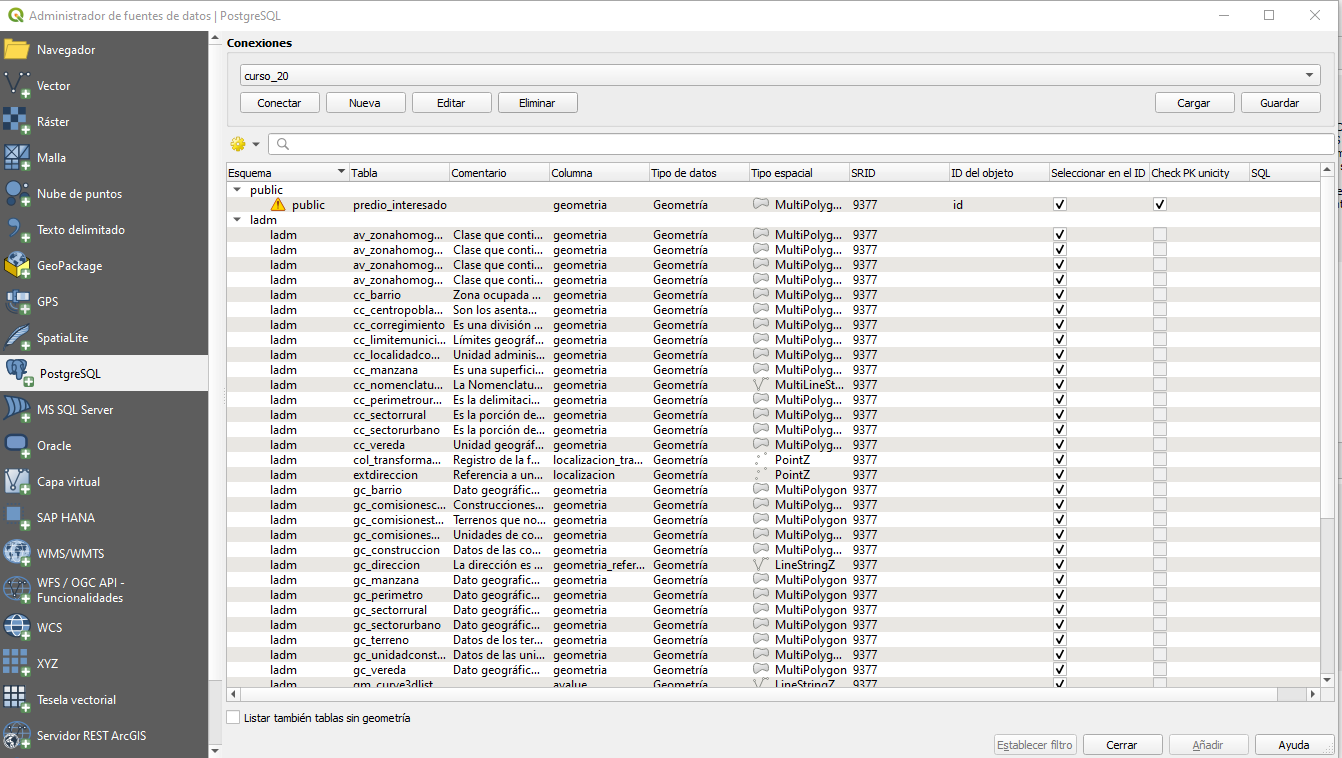 Administrador de fuentes de datos | PostgreSQL
Navegador
Vector
Ráster
Malla
Nube de puntos
Texto delimitado
GeoPackage
GPS
SpatiaLite
PostgreSQL
MS SQL Server
Oracle
Capa virtual
SAP HANA
WMS/WMTS
WFS / OGC API -
Funcionalidades
WCS
XYZ
Tesela vectorial
Servidor REST ArcGIS
Conexiones
curso_20
Conectar Nueva Editar Eliminar Cargar Guardar
Esquema Tabla Comentario Columna Tipo de datos Tipo espacial SRID ID del objeto Seleccionar en el ID Check PK unicity SQL
public
public predio_interesado geometria Geometría MultiPolyg... 9377 id
ladm
ladm av_zonahomog... Clase que conti... geometria Geometría MultiPolyg... 9377
ladm av_zonahomog... Clase que conti... geometria Geometría MultiPolyg... 9377
ladm av_zonahomog... Clase que conti... geometria Geometría MultiPolyg... 9377
ladm av_zonahomog... Clase que conti... geometria Geometría MultiPolyg... 9377
ladm cc_barrio Zona ocupada ... geometria Geometría MultiPolyg... 9377
ladm cc_centropobla... Son los asenta... geometria Geometría MultiPolyg... 9377
ladm cc_corregimiento Es una división ... geometria Geometría MultiPolyg... 9377
ladm cc_limitemunici... Límites geográf... geometria Geometría MultiPolyg... 9377
ladm cc_localidadco... Unidad adminis... geometria Geometría MultiPolyg... 9377
ladm cc_manzana Es una superfici... geometria Geometría MultiPolyg... 9377
ladm cc_nomenclatu... La Nomenclatu... geometria Geometría MultiLineSt... 9377
ladm cc_perimetrour... Es la delimitaci... geometria Geometría MultiPolyg... 9377
ladm cc_sectorrural Es la porción de... geometria Geometría MultiPolyg... 9377
ladm cc_sectorurbano Es la porción de... geometria Geometría MultiPolyg... 9377
ladm cc_vereda Unidad geográf... geometria Geometría MultiPolyg... 9377
ladm col_transforma... Registro de la f... localizacion_tra... Geometría PointZ 9377
ladm extdireccion Referencia a un... localizacion Geometría PointZ 9377
ladm gc_barrio Dato geográfic... geometria Geometría MultiPolygon 9377
ladm gc_comisionesc... Construcciones... geometria Geometría MultiPolyg... 9377
ladm gc_comisionest... Terrenos que no... geometria Geometría MultiPolygon 9377
ladm gc_comisiones... Unidades de co... geometria Geometría MultiPolyg... 9377
ladm gc_construccion Datos de las co... geometria Geometría MultiPolyg... 9377
ladm gc_direccion La dirección es ... geometria_refer... Geometría LineStringZ 9377
ladm gc_manzana Dato geografic... geometria Geometría MultiPolygon 9377
ladm gc_perimetro Dato geografic... geometria Geometría MultiPolygon 9377
ladm gc_sectorrural Dato geografic... geometria Geometría MultiPolygon 9377
ladm gc_sectorurbano Dato geografic... geometria Geometría MultiPolygon 9377
ladm gc_terreno Datos de los ter... geometria Geometría MultiPolygon 9377
ladm gc_unidadconst... Datos de las uni... geometria Geometría MultiPolyg... 9377
ladm gc_vereda Dato geográfic... geometria Geometría MultiPolygon 9377
ladm gm_curve3dlist avalue Geometría LineStringZ 9377
Listar también tablas sin geometría
Establecer filtro Cerrar Añadir Ayuda